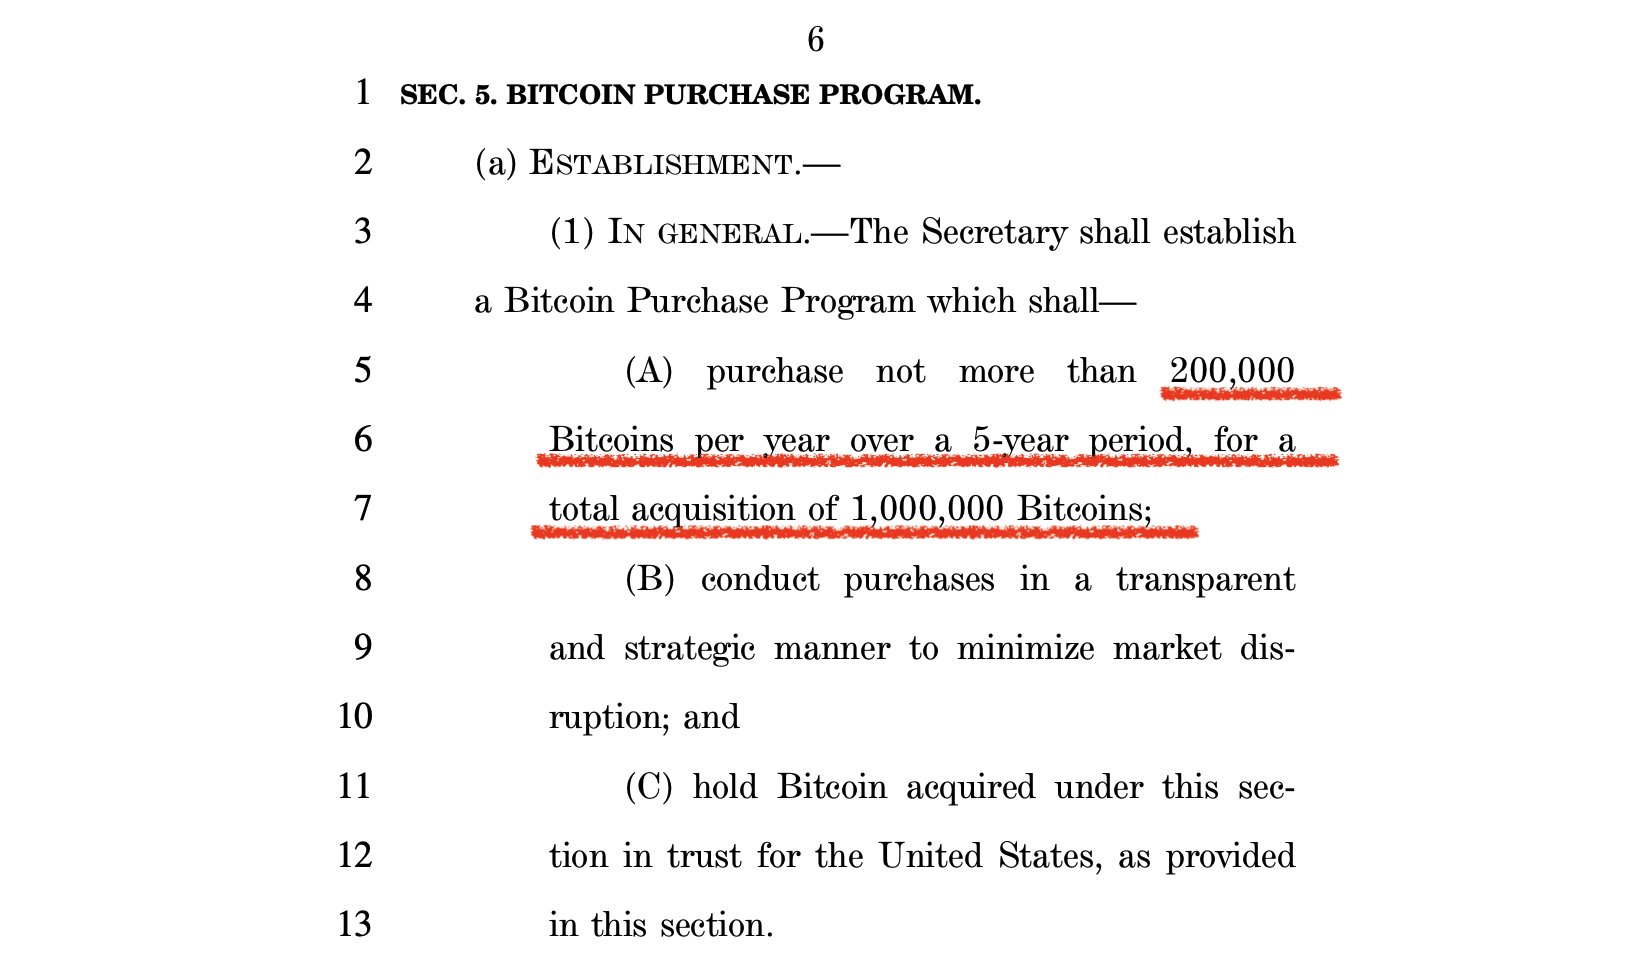 6
1 SEC. 5. BITCOIN PURCHASE PROGRAM.
2 (a) ESTABLISHMENT.—
3 (1) IN GENERAL.—The Secretary shall establish
4 a Bitcoin Purchase Program which shall—
5 (A) purchase not more than 200,000
6 Bitcoins per year over a 5-year period, for a
7 total acquisition of 1,000,000 Bitcoins;
8 (B) conduct purchases in a transparent
9 and strategic manner to minimize market dis-
10 ruption; and
11 (C) hold Bitcoin acquired under this sec-
12 tion in trust for the United States, as provided
13 in this section.